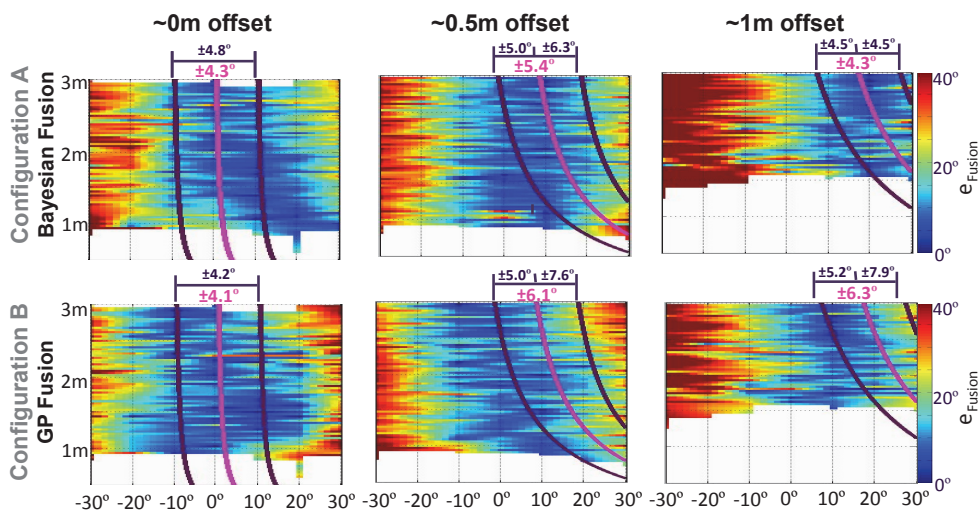 ~0m offset ~0.5m offset ~1m offset
Configuration A
Bayesian Fusion
±4.8° ±5.0° ±6.3° ±4.5° ±4.5°
±4.3° ±5.4° ±4.3°
3m
2m
1m
40°
20°
0°
eFusion
Configuration B
GP Fusion
±4.2° ±5.0° ±7.6° ±5.2° ±7.9°
±4.1° ±6.1° ±6.3°
3m
2m
1m
40°
20°
0°
eFusion
-30° -20° -10° 0° 10° 20° 30° -30° -20° -10° 0° 10° 20° 30° -30° -20° -10° 0° 10° 20° 30°